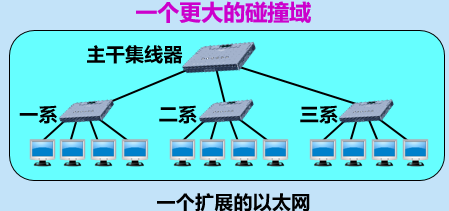 一个更大的碰撞域
主干集线器
一系
二系
三系
一个扩展的以太网